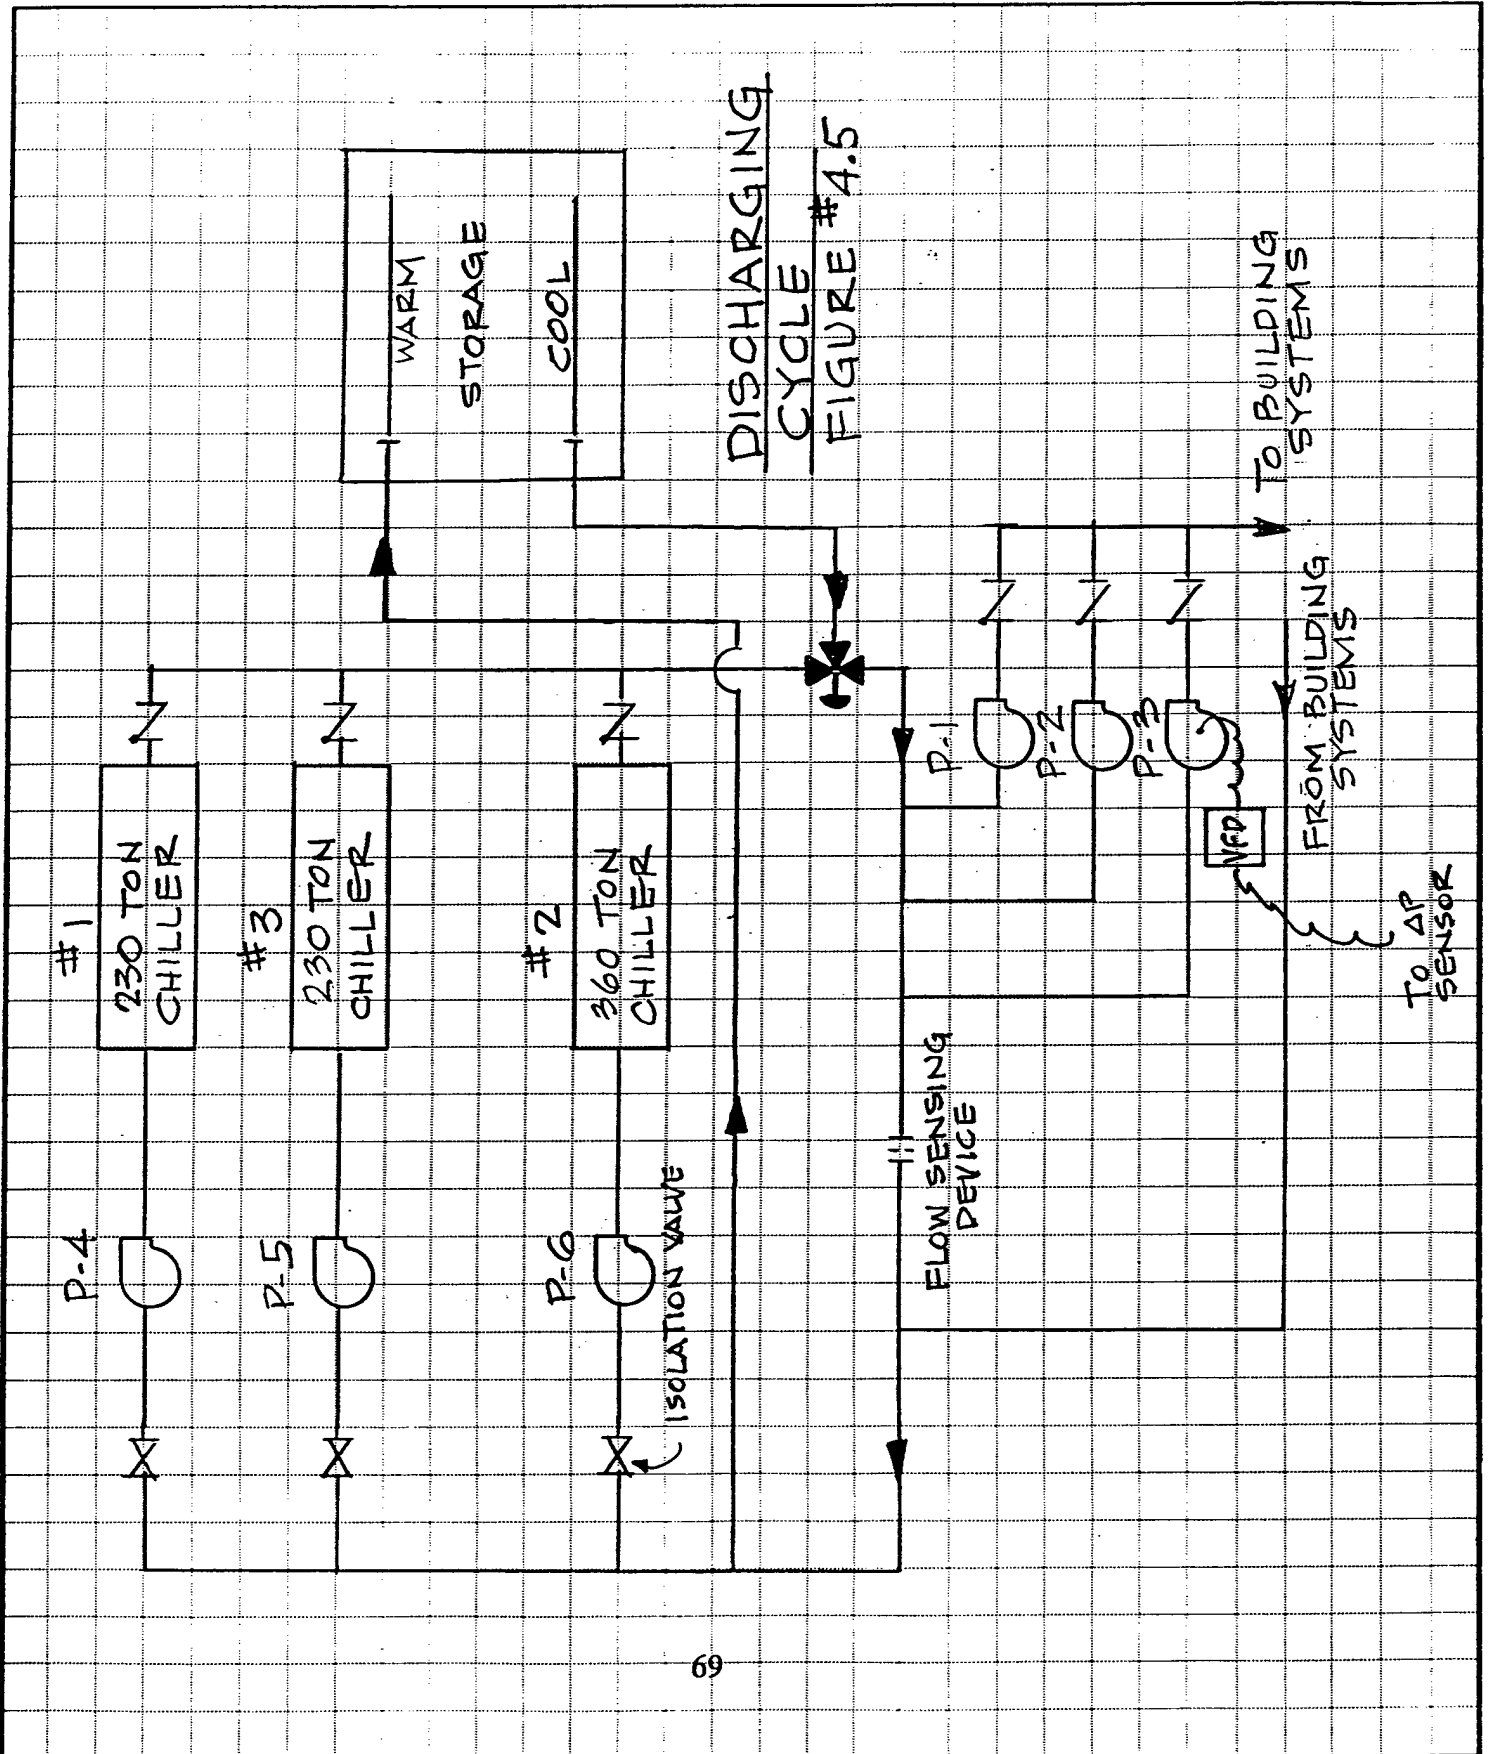 #1
230 TON
CHILLER
#3
230 TON
CHILLER
#2
360 TON
CHILLER
P-4
P-5
P-6
ISOLATION VALVE
WARM
STORAGE
COOL
DISCHARGING
CYCLE
FIGURE #4.5
P-1
P-2
P-3
VFD
TO BUILDING
SYSTEMS
FROM BUILDING
SYSTEMS
TO ΔP
SENSOR
FLOW SENSING
DEVICE
69